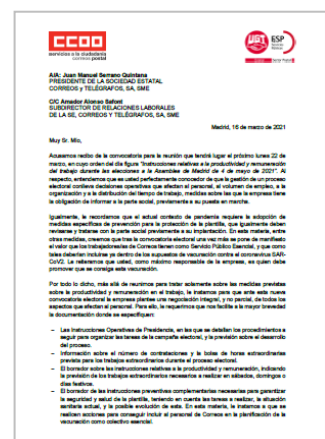 CCOO
servicios a la ciudadanía
correos postal
UGT
ESP
A/A: Juan Manuel Serrano Quintana
PRESIDENTE DE LA SOCIEDAD ESTATAL
CORREOS y TELÉGRAFOS, SA, SME
C/C Amador Alonso Safont
SUBDIRECTOR DE RELACIONES LABORALES
DE LA SE, CORREOS Y TELÉGRAFOS, SA, SME
Madrid, 16 de marzo de 2021
Muy Sr. Mío,
Acusamos recibo de la convocatoria para la reunión que tendrá lugar el próximo lunes 22 de
marzo, en cuyo orden del día figura "Instrucciones relativas a la productividad y remuneración
del trabajo durante las elecciones a la Asamblea de Madrid de 4 de mayo de 2021". Al
respecto, entendemos que es usted perfectamente conocedor de que la gestión de un proceso
electoral conlleva decisiones operativas que afectan al personal, al volumen de empleo, a la
organización y a la distribución del tiempo de trabajo, medidas sobre las que la empresa tiene
la obligación de informar a la parte social, previamente a su puesta en marcha.
Igualmente, le recordamos que el actual contexto de pandemia requiere la adopción de
medidas específicas de prevención para la protección de la plantilla, que igualmente deben
revisarse y tratarse con la parte social previamente a su implantación. En esta materia, entre
otras medidas, creemos que tras la convocatoria electoral una vez más se pone de manifiesto
el valor que los trabajadores/as de Correos tienen como Servicio Público Esencial, y que como
tales deberían incluirse ya dentro de los supuestos de vacunación contra el coronavirus SAR-
CoV2. Le reiteramos que usted, como máximo responsable de la empresa, es quien debe
promover que se consiga esta vacunación.
Por todo lo dicho, más allá de reunirnos para tratar solamente sobre las medidas previstas
sobre la productividad y remuneración en el trabajo, le instamos para que ante esta nueva
convocatoria electoral la empresa plantee una negociación integral, y no parcial, de todos los
aspectos que afectan al personal. Para ello, le requerimos que nos facilite a la mayor brevedad
la documentación donde se especifiquen:
– Las Instrucciones Operativas de Presidencia, en las que se detallen los procedimientos a
seguir para organizar las tareas de la campaña electoral, y la previsión sobre el desarrollo
del proceso.
– Información sobre el número de contrataciones y la bolsa de horas extraordinarias
prevista para los trabajos extraordinarios durante el proceso electoral.
– El borrador sobre las instrucciones relativas a la productividad y remuneración, indicando
la previsión de los trabajos extraordinarios necesarios a realizar en sábados, domingos o
días festivos.
– El borrador de las instrucciones preventivas complementarias necesarias para garantizar
la seguridad y salud de la plantilla, teniendo en cuenta las tareas a realizar, la situación
sanitaria actual, y la posible evolución de esta. En esta materia, le instamos a que se
realicen acciones para conseguir incluir al personal de Correos en la planificación de la
vacunación como colectivo esencial.